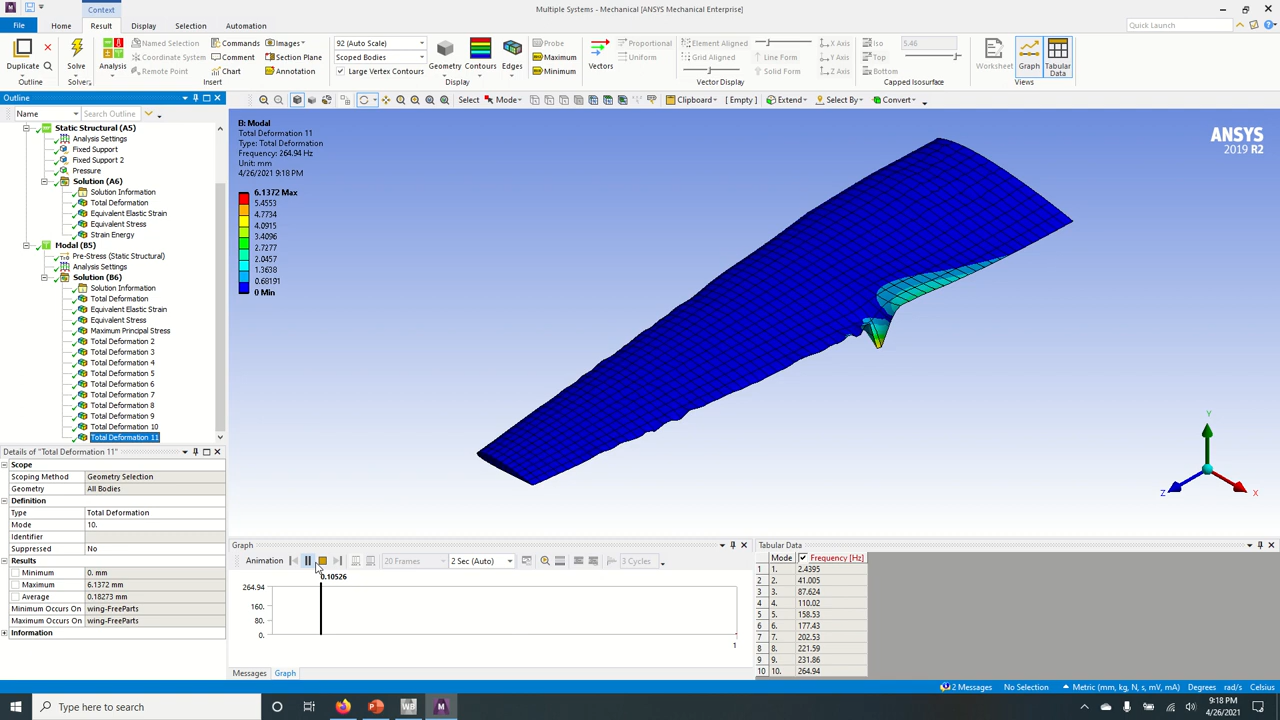 Context
Multiple Systems - Mechanical [ANSYS Mechanical Enterprise]
File
Home
Result
Display
Selection
Automation
Quick Launch
Duplicate
Outline
Solve
Solver
Analysis
Named Selection
Coordinate System
Remote Point
Commands
Comment
Chart
Images
Section Plane
Annotation
Insert
92 (Auto Scale)
Scoped Bodies
Large Vertex Contours
Geometry
Contours
Edges
Display
Probe
Maximum
Minimum
Vectors
Proportional
Uniform
Element Aligned
Grid Aligned
Line Form
Solid Form
Vector Display
X Axis
Y Axis
Z Axis
Iso
Top
Bottom
5.46
Capped Isosurface
Worksheet
Graph
Tabular
Data
Views
Outline
Name
Search Outline
Select
Mode
Clipboard
[ Empty ]
Extend
Select By
Convert
Static Structural (A5)
Analysis Settings
Fixed Support
Fixed Support 2
Pressure
Solution (A6)
Solution Information
Total Deformation
Equivalent Elastic Strain
Equivalent Stress
Strain Energy
Modal (B5)
Pre-Stress (Static Structural)
Analysis Settings
Solution (B6)
Solution Information
Total Deformation
Equivalent Elastic Strain
Equivalent Stress
Maximum Principal Stress
Total Deformation 2
Total Deformation 3
Total Deformation 4
Total Deformation 5
Total Deformation 6
Total Deformation 7
Total Deformation 8
Total Deformation 9
Total Deformation 10
Total Deformation 11
B: Modal
Total Deformation 11
Type: Total Deformation
Frequency: 264.94 Hz
Unit: mm
4/26/2021 9:18 PM
6.1372 Max
5.4553
4.7734
4.0915
3.4096
2.7277
2.0457
1.3638
0.68191
0 Min
ANSYS
2019 R2
Y
Z
X
Details of "Total Deformation 11"
Scope
Scoping Method Geometry Selection
Geometry All Bodies
Definition
Type Total Deformation
Mode 10.
Identifier
Suppressed No
Results
Minimum 0. mm
Maximum 6.1372 mm
Average 0.18273 mm
Minimum Occurs On wing-FreeParts
Maximum Occurs On wing-FreeParts
Information
Graph
Animation
20 Frames
2 Sec (Auto)
3 Cycles
0.10526
264.94
160.
80.
0.
1
Messages
Graph
Tabular Data
Mode Frequency [Hz]
1 1. 2.4395
2 2. 41.005
3 3. 87.624
4 4. 110.02
5 5. 158.53
6 6. 177.43
7 7. 202.53
8 8. 221.59
9 9. 231.86
10 10. 264.94
2 Messages
No Selection
Metric (mm, kg, N, s, mV, mA)
Degrees
rad/s
Celsius
Type here to search
9:18 PM
4/26/2021